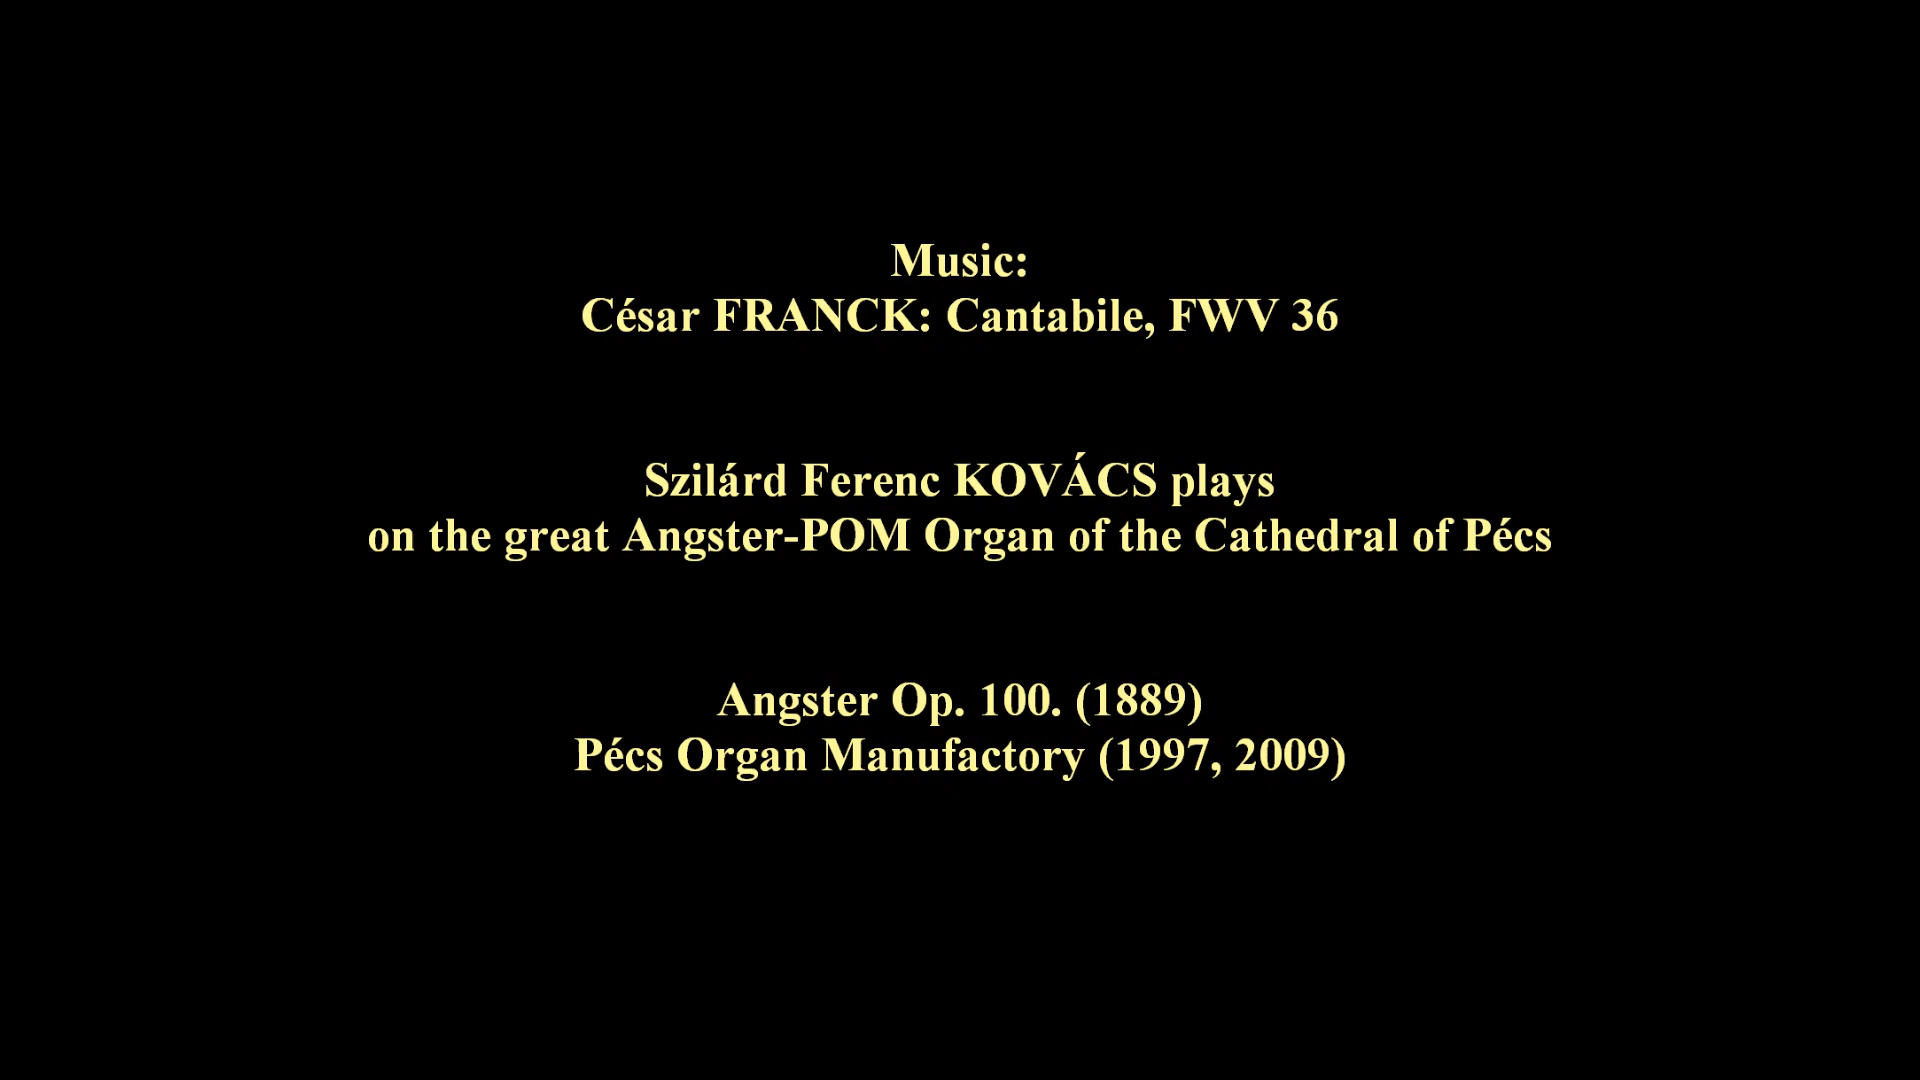 Music:
César FRANCK: Cantabile, FWV 36
Szilárd Ferenc KOVÁCS plays
on the great Angster-POM Organ of the Cathedral of Pécs
Angster Op. 100. (1889)
Pécs Organ Manufactory (1997, 2009)